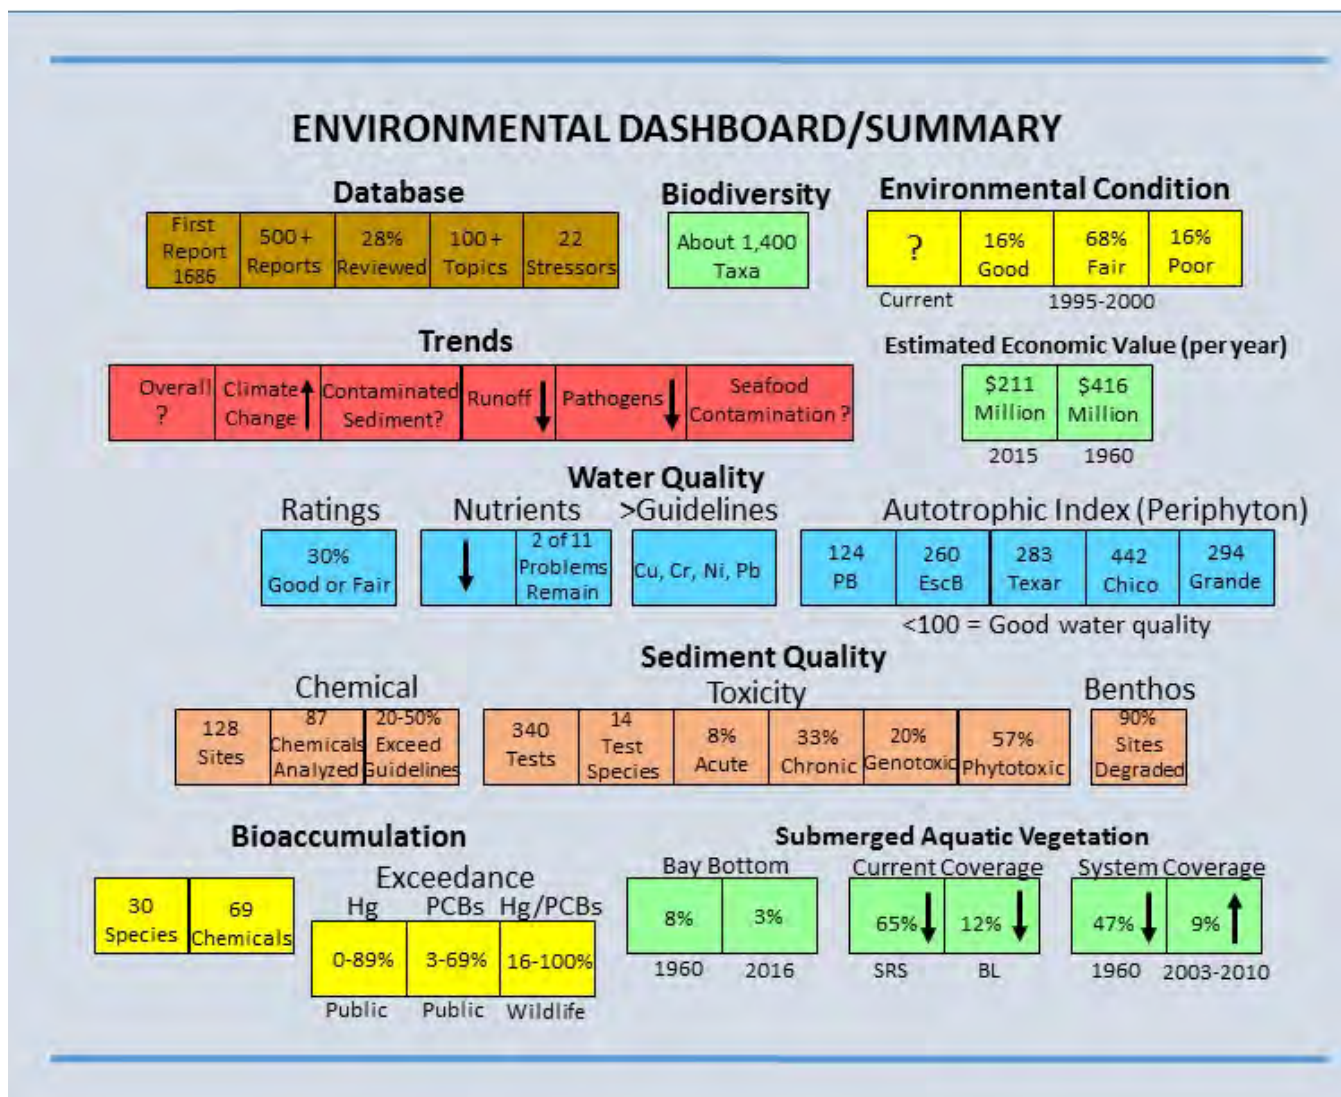 ENVIRONMENTAL DASHBOARD/SUMMARY
Database
First
Report
1686
500+
Reports
28%
Reviewed
100+
Topics
22
Stressors
Biodiversity
About 1,400
Taxa
Environmental Condition
?
16%
Good
68%
Fair
16%
Poor
Current
1995-2000
Trends
Overall
?
Climate
Change
Contaminated
Sediment?
Runoff
Pathogens
Seafood
Contamination ?
Estimated Economic Value (per year)
$211
Million
$416
Million
2015
1960
Water Quality
Ratings
30%
Good or Fair
Nutrients
2 of 11
Problems
Remain
>Guidelines
Cu, Cr, Ni, Pb
Autotrophic Index (Periphyton)
124
PB
260
EscB
283
Texar
442
Chico
294
Grande
<100 = Good water quality
Sediment Quality
Chemical
128
Sites
87
Chemicals
Analyzed
20-50%
Exceed
Guidelines
Toxicity
340
Tests
14
Test
Species
8%
Acute
33%
Chronic
20%
Genotoxic
57%
Phytotoxic
Benthos
90%
Sites
Degraded
Bioaccumulation
30
Species
69
Chemicals
Exceedance
Hg
PCBs
Hg/PCBs
0-89%
3-69%
16-100%
Public
Public
Wildlife
Submerged Aquatic Vegetation
Bay Bottom
8%
3%
1960
2016
Current Coverage
65%
12%
SRS
BL
System Coverage
47%
9%
1960
2003-2010